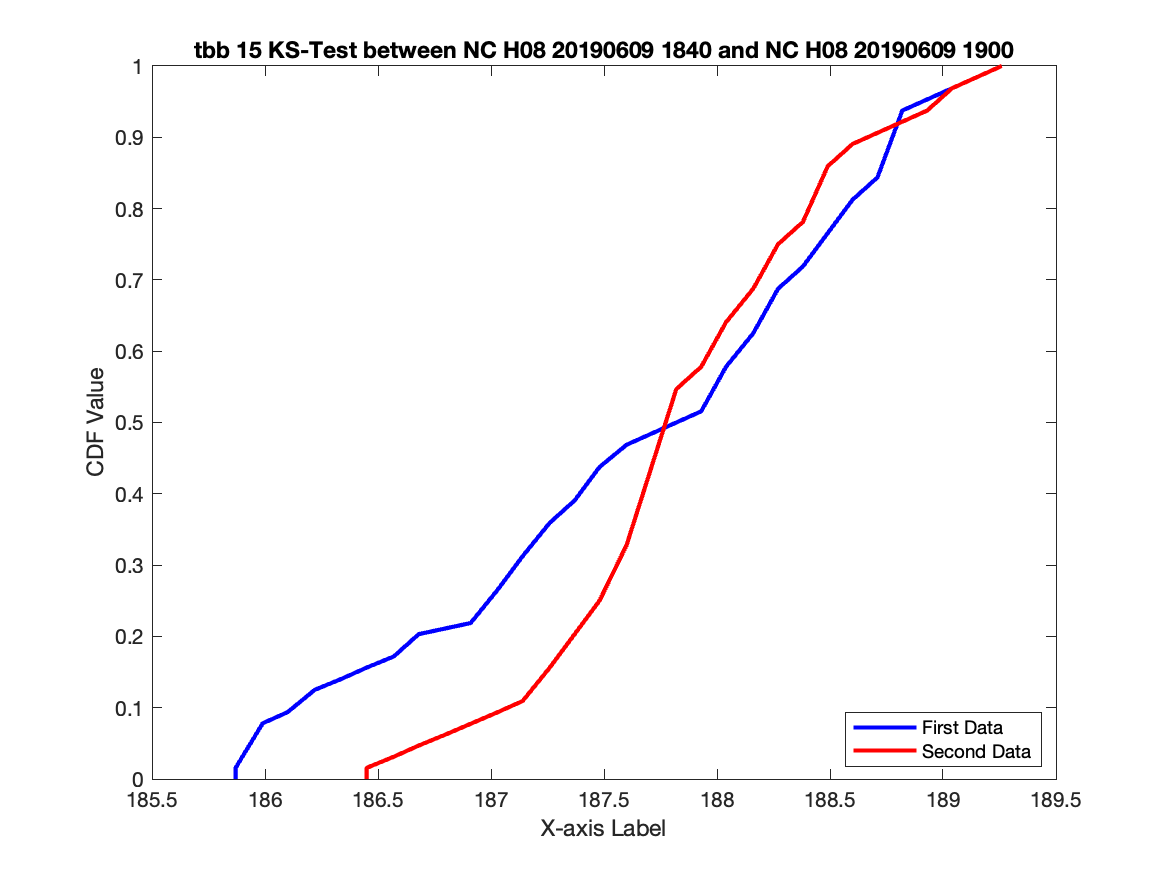 tbb 15 KS-Test between NC H08 20190609 1840 and NC H08 20190609 1900
1
0.9
0.8
0.7
0.6
0.5
0.4
0.3
0.2
0.1
0
CDF Value
First Data
Second Data
185.5 186 186.5 187 187.5 188 188.5 189 189.5
X-axis Label